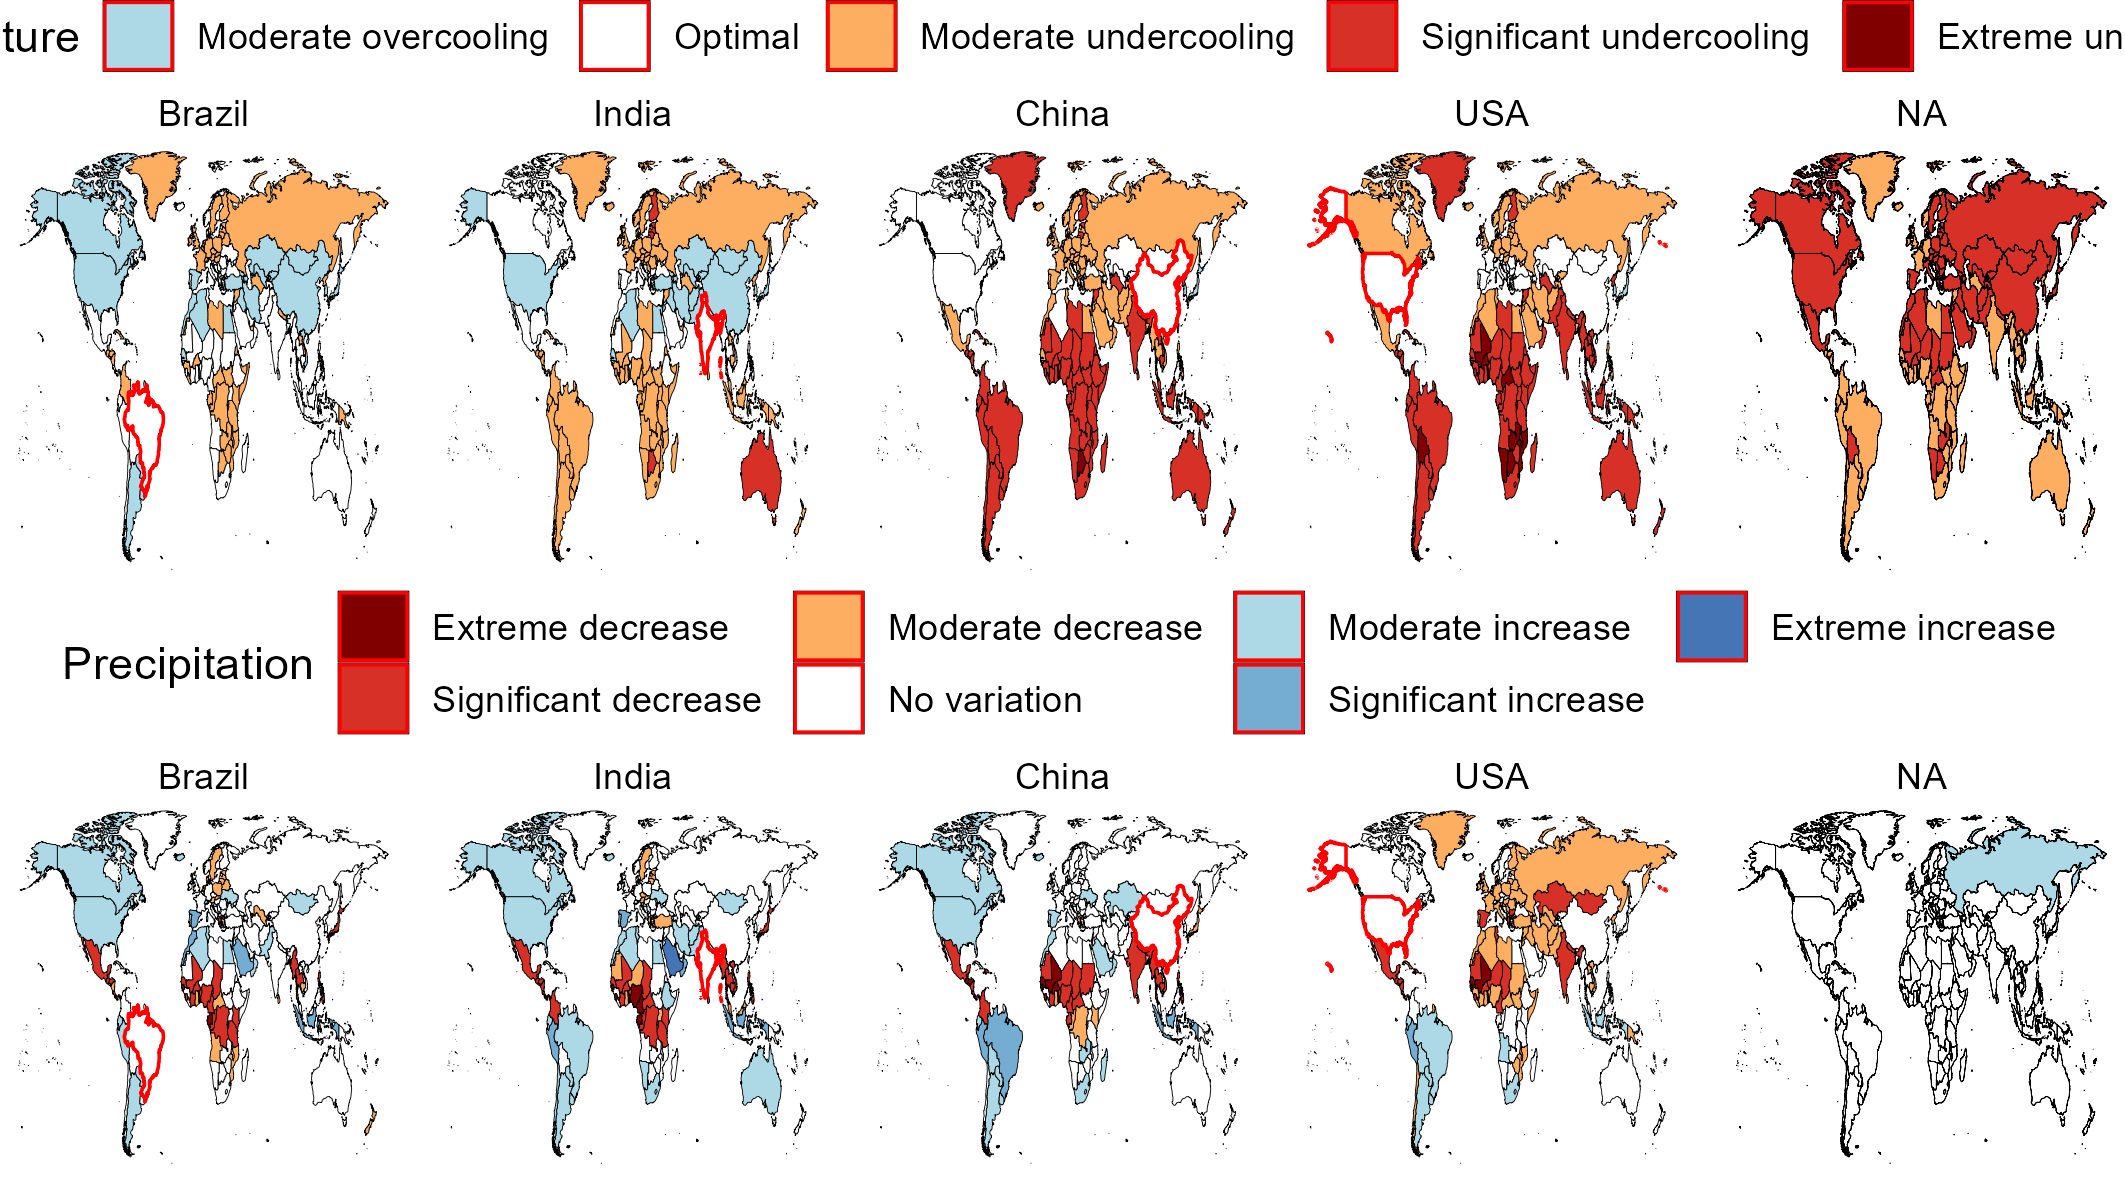 ture Moderate overcooling Optimal Moderate undercooling Significant undercooling Extreme un
Brazil India China USA NA
Precipitation
Extreme decrease Moderate decrease Moderate increase Extreme increase
Significant decrease No variation Significant increase
Brazil India China USA NA